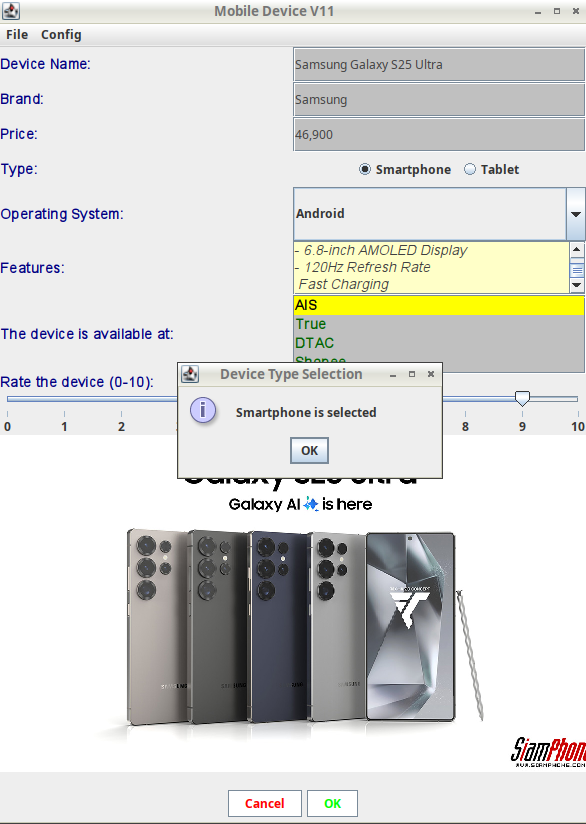 Mobile Device V11
File Config
Device Name: Samsung Galaxy S25 Ultra
Brand: Samsung
Price: 46,900
Type: Smartphone Tablet
Operating System: Android
Features:
- 6.8-inch AMOLED Display
- 120Hz Refresh Rate
Fast Charging
The device is available at:
AIS
True
DTAC
Shopee
Rate the device (0-10):
0 1 2 8 9 10
Device Type Selection
Smartphone is selected
OK
Galaxy S25 Ultra
Galaxy AI is here
SAMSUNG
SiamPhone
WWW.SIAMPHONE.COM
Cancel OK